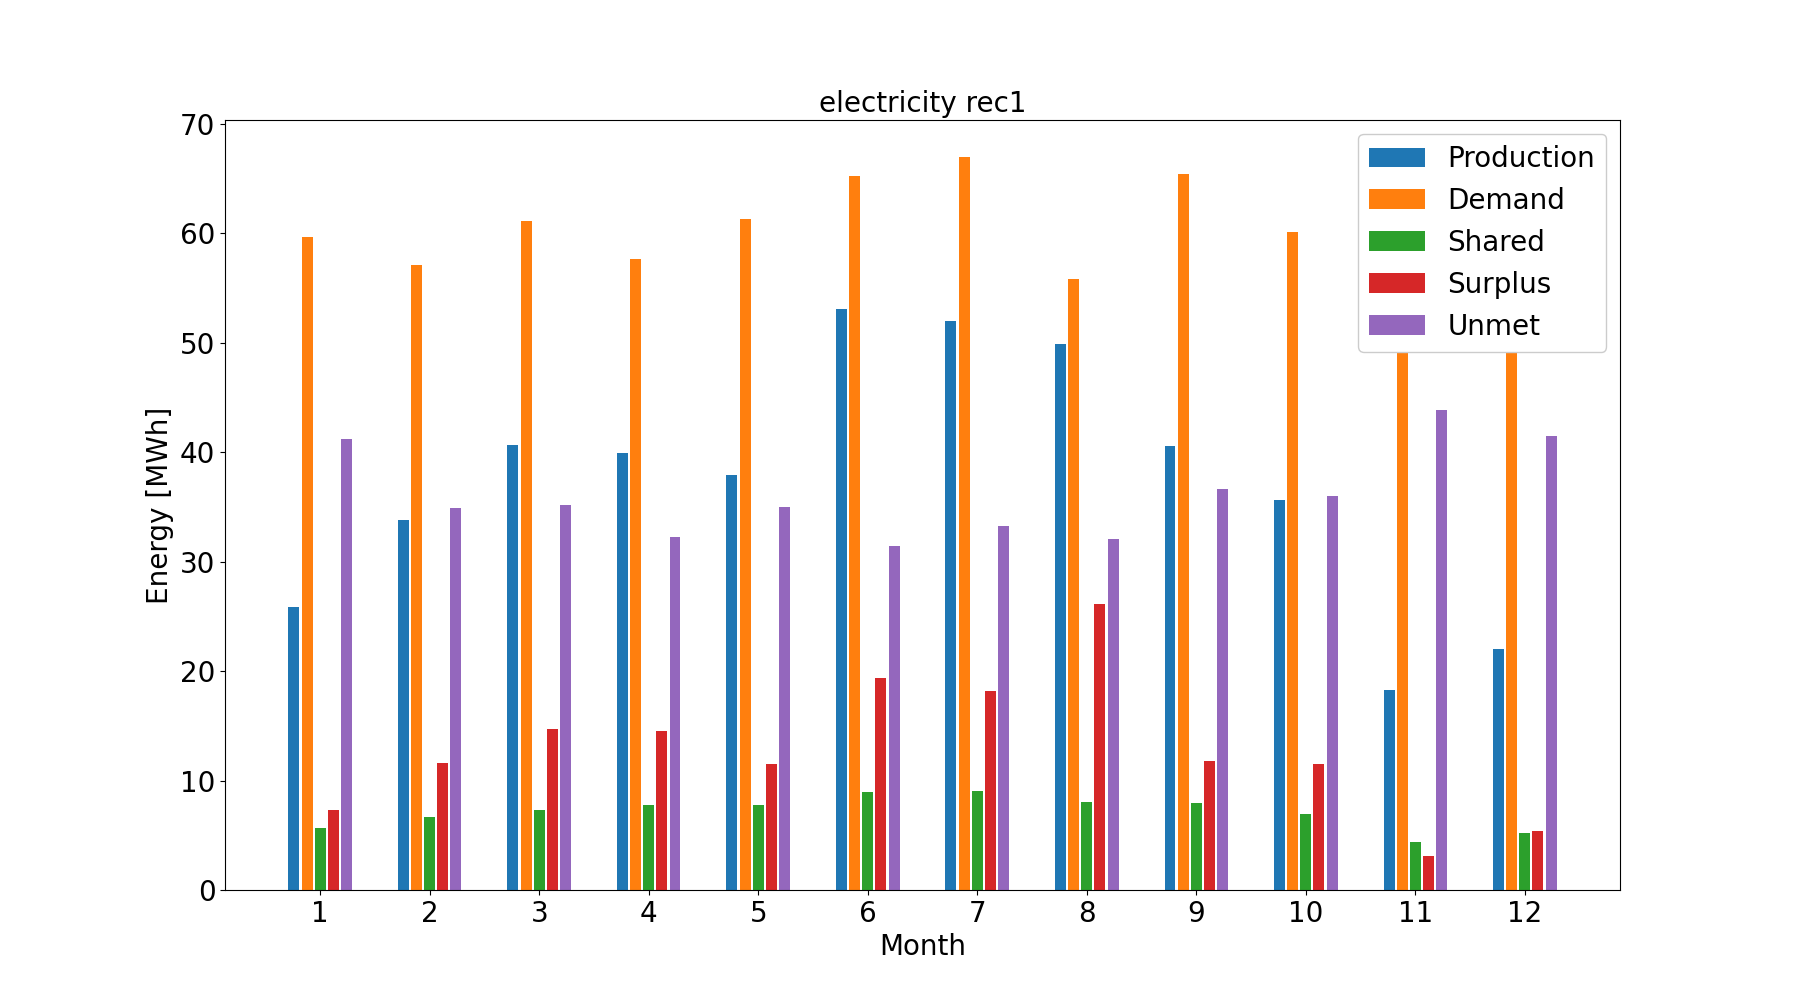 electricity rec1
70
60
50
40
30
20
10
0
Energy [MWh]
Production
Demand
Shared
Surplus
Unmet
1 2 3 4 5 6 7 8 9 10 11 12
Month